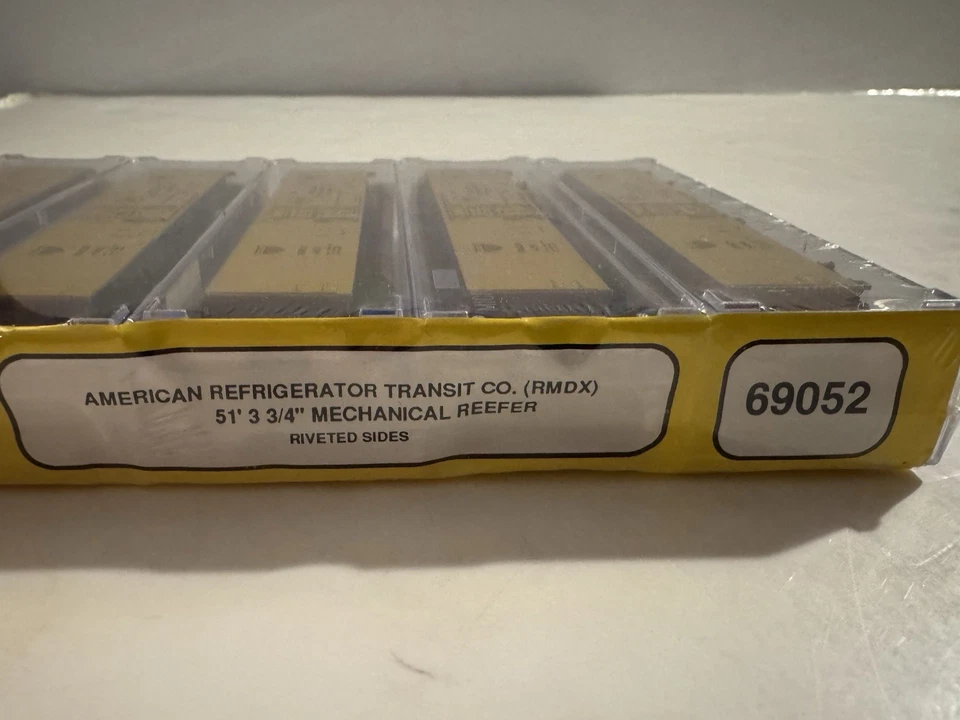 AMERICAN REFRIGERATOR TRANSIT CO. (RMDX)
51' 3 3/4" MECHANICAL REEFER
RIVETED SIDES
69052